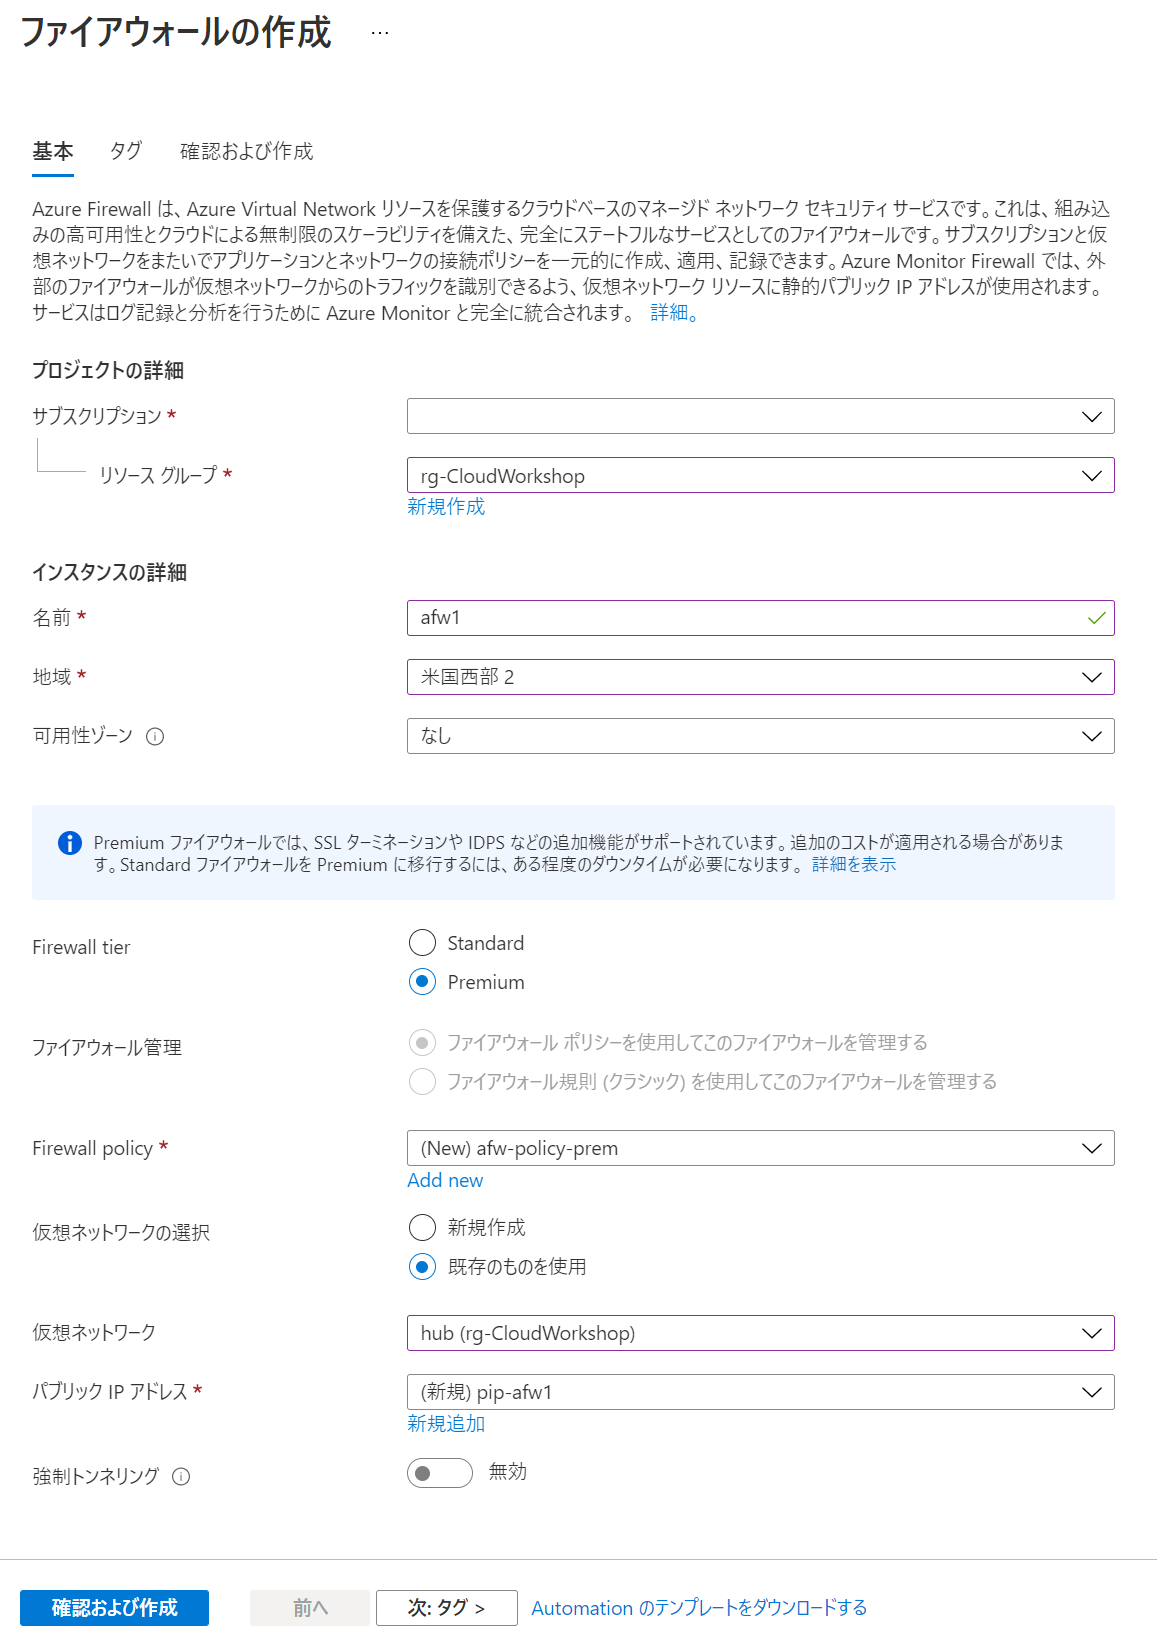 ファイアウォールの作成 …
基本 タグ 確認および作成
Azure Firewall は、Azure Virtual Network リソースを保護するクラウドベースのマネージド ネットワーク セキュリティ サービスです。これは、組み込
みの高可用性とクラウドによる無制限のスケーラビリティを備えた、完全にステートフルなサービスとしてのファイアウォールです。サブスクリプションと仮
想ネットワークをまたいでアプリケーションとネットワークの接続ポリシーを一元的に作成、適用、記録できます。Azure Monitor Firewall では、外
部のファイアウォールが仮想ネットワークからのトラフィックを識別できるよう、仮想ネットワーク リソースに静的パブリック IP アドレスが使用されます。
サービスはログ記録と分析を行うために Azure Monitor と完全に統合されます。 詳細。
プロジェクトの詳細
サブスクリプション *
リソース グループ * rg-CloudWorkshop
新規作成
インスタンスの詳細
名前 * afw1
地域 * 米国西部 2
可用性ゾーン なし
Premium ファイアウォールでは、SSL ターミネーションや IDPS などの追加機能がサポートされています。追加のコストが適用される場合がありま
す。Standard ファイアウォールを Premium に移行するには、ある程度のダウンタイムが必要になります。 詳細を表示
Firewall tier
Standard
Premium
ファイアウォール管理
ファイアウォール ポリシーを使用してこのファイアウォールを管理する
ファイアウォール規則 (クラシック) を使用してこのファイアウォールを管理する
Firewall policy * (New) afw-policy-prem
Add new
仮想ネットワークの選択
新規作成
既存のものを使用
仮想ネットワーク hub (rg-CloudWorkshop)
パブリック IP アドレス * (新規) pip-afw1
新規追加
強制トンネリング 無効
確認および作成 前へ 次: タグ > Automation のテンプレートをダウンロードする